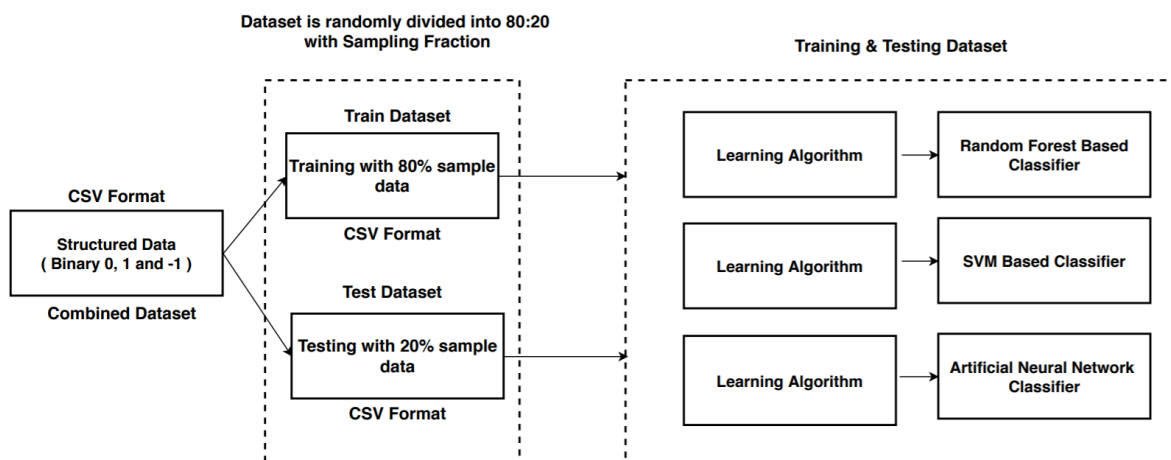 Dataset is randomly divided into 80:20
with Sampling Fraction
Training & Testing Dataset
CSV Format
Structured Data
( Binary 0, 1 and -1 )
Combined Dataset
Train Dataset
Training with 80% sample
data
CSV Format
Test Dataset
Testing with 20% sample
data
CSV Format
Learning Algorithm
Random Forest Based
Classifier
Learning Algorithm
SVM Based Classifier
Learning Algorithm
Artificial Neural Network
Classifier